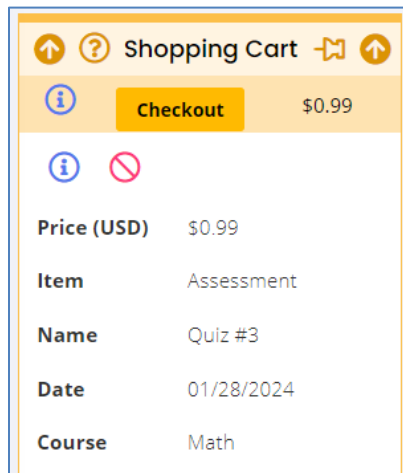 Shopping Cart
Checkout $0.99
Price (USD) $0.99
Item Assessment
Name Quiz #3
Date 01/28/2024
Course Math